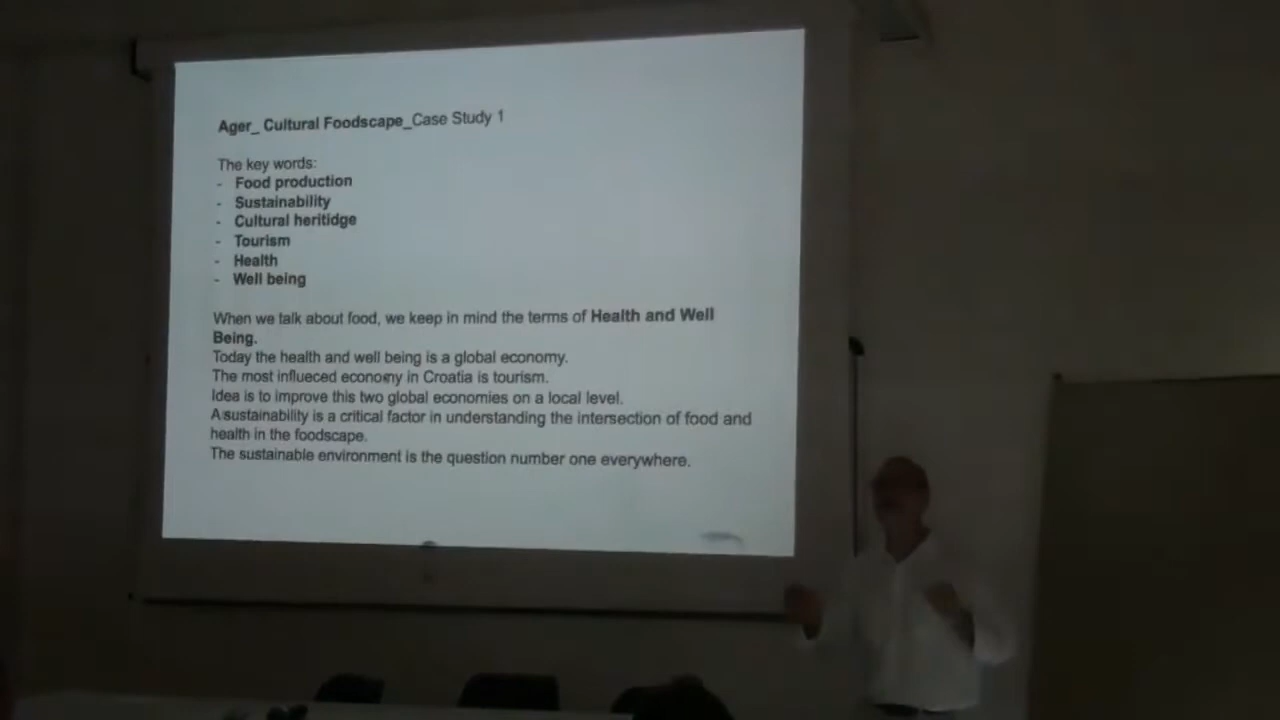 Ager_ Cultural Foodscape_Case Study 1
The key words:
- Food production
- Sustainability
- Cultural heritidge
- Tourism
- Health
- Well being
When we talk about food, we keep in mind the terms of Health and Well
Being.
Today the health and well being is a global economy.
The most influeced economy in Croatia is tourism.
Idea is to improve this two global economies on a local level.
A sustainability is a critical factor in understanding the intersection of food and
health in the foodscape.
The sustainable environment is the question number one everywhere.